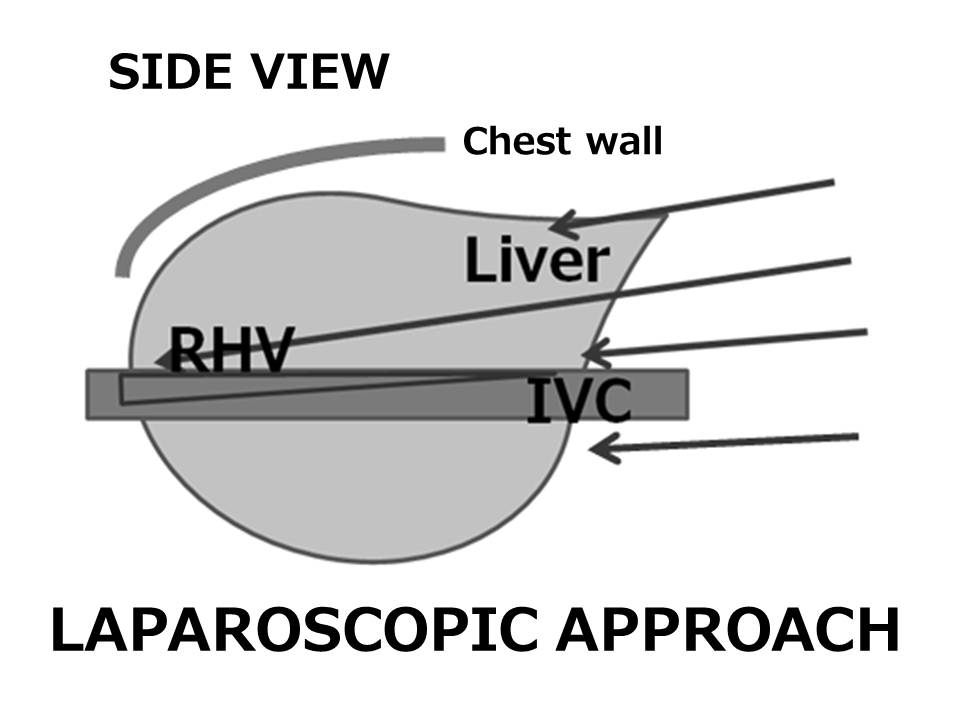 SIDE VIEW
Chest wall
Liver
RHV
IVC
LAPAROSCOPIC APPROACH